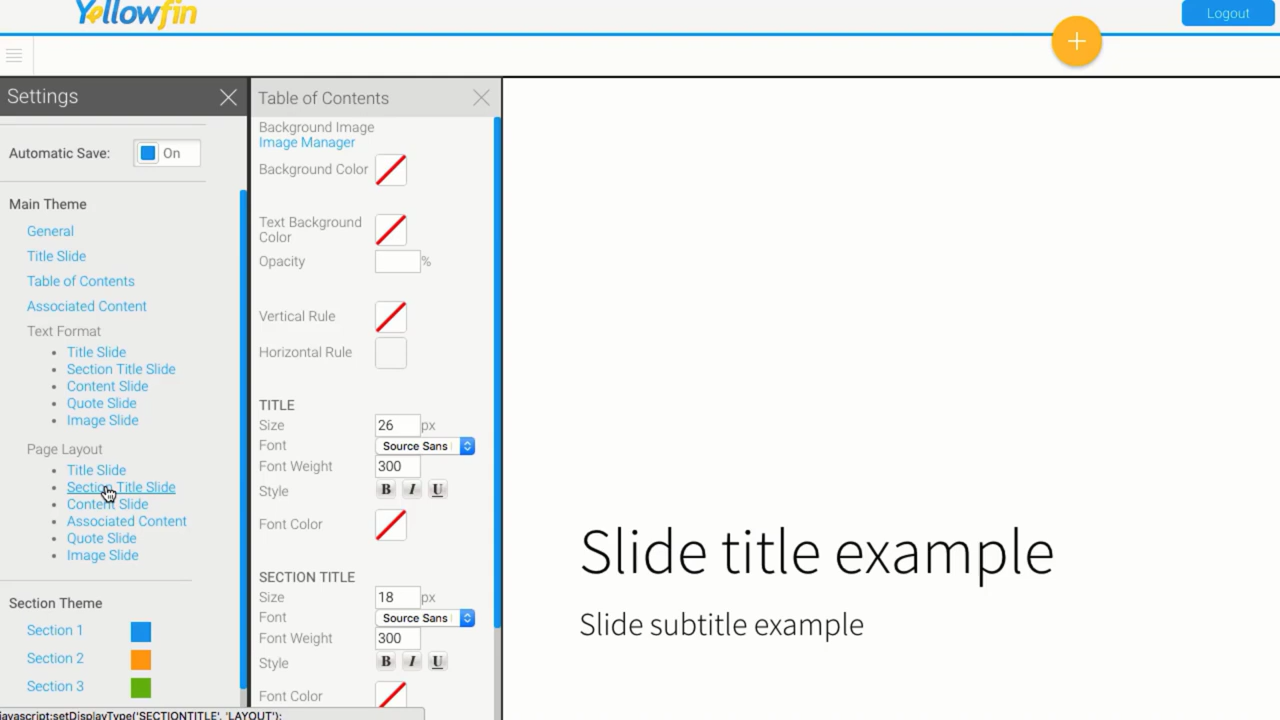 Yellowfin
Logout
+
Settings
Automatic Save:
On
Main Theme
General
Title Slide
Table of Contents
Associated Content
Text Format
• Title Slide
• Section Title Slide
• Content Slide
• Quote Slide
• Image Slide
Page Layout
• Title Slide
• Section Title Slide
• Content Slide
• Associated Content
• Quote Slide
• Image Slide
Section Theme
Section 1
Section 2
Section 3
javascript:setDisplayType('SECTIONTITLE', 'LAYOUT');
Table of Contents
Background Image
Image Manager
Background Color
Text Background
Color
Opacity %
Vertical Rule
Horizontal Rule
TITLE
Size 26 px
Font Source Sans
Font Weight 300
Style B I U
Font Color
SECTION TITLE
Size 18 px
Font Source Sans
Font Weight 300
Style B I U
Font Color
Slide title example
Slide subtitle example